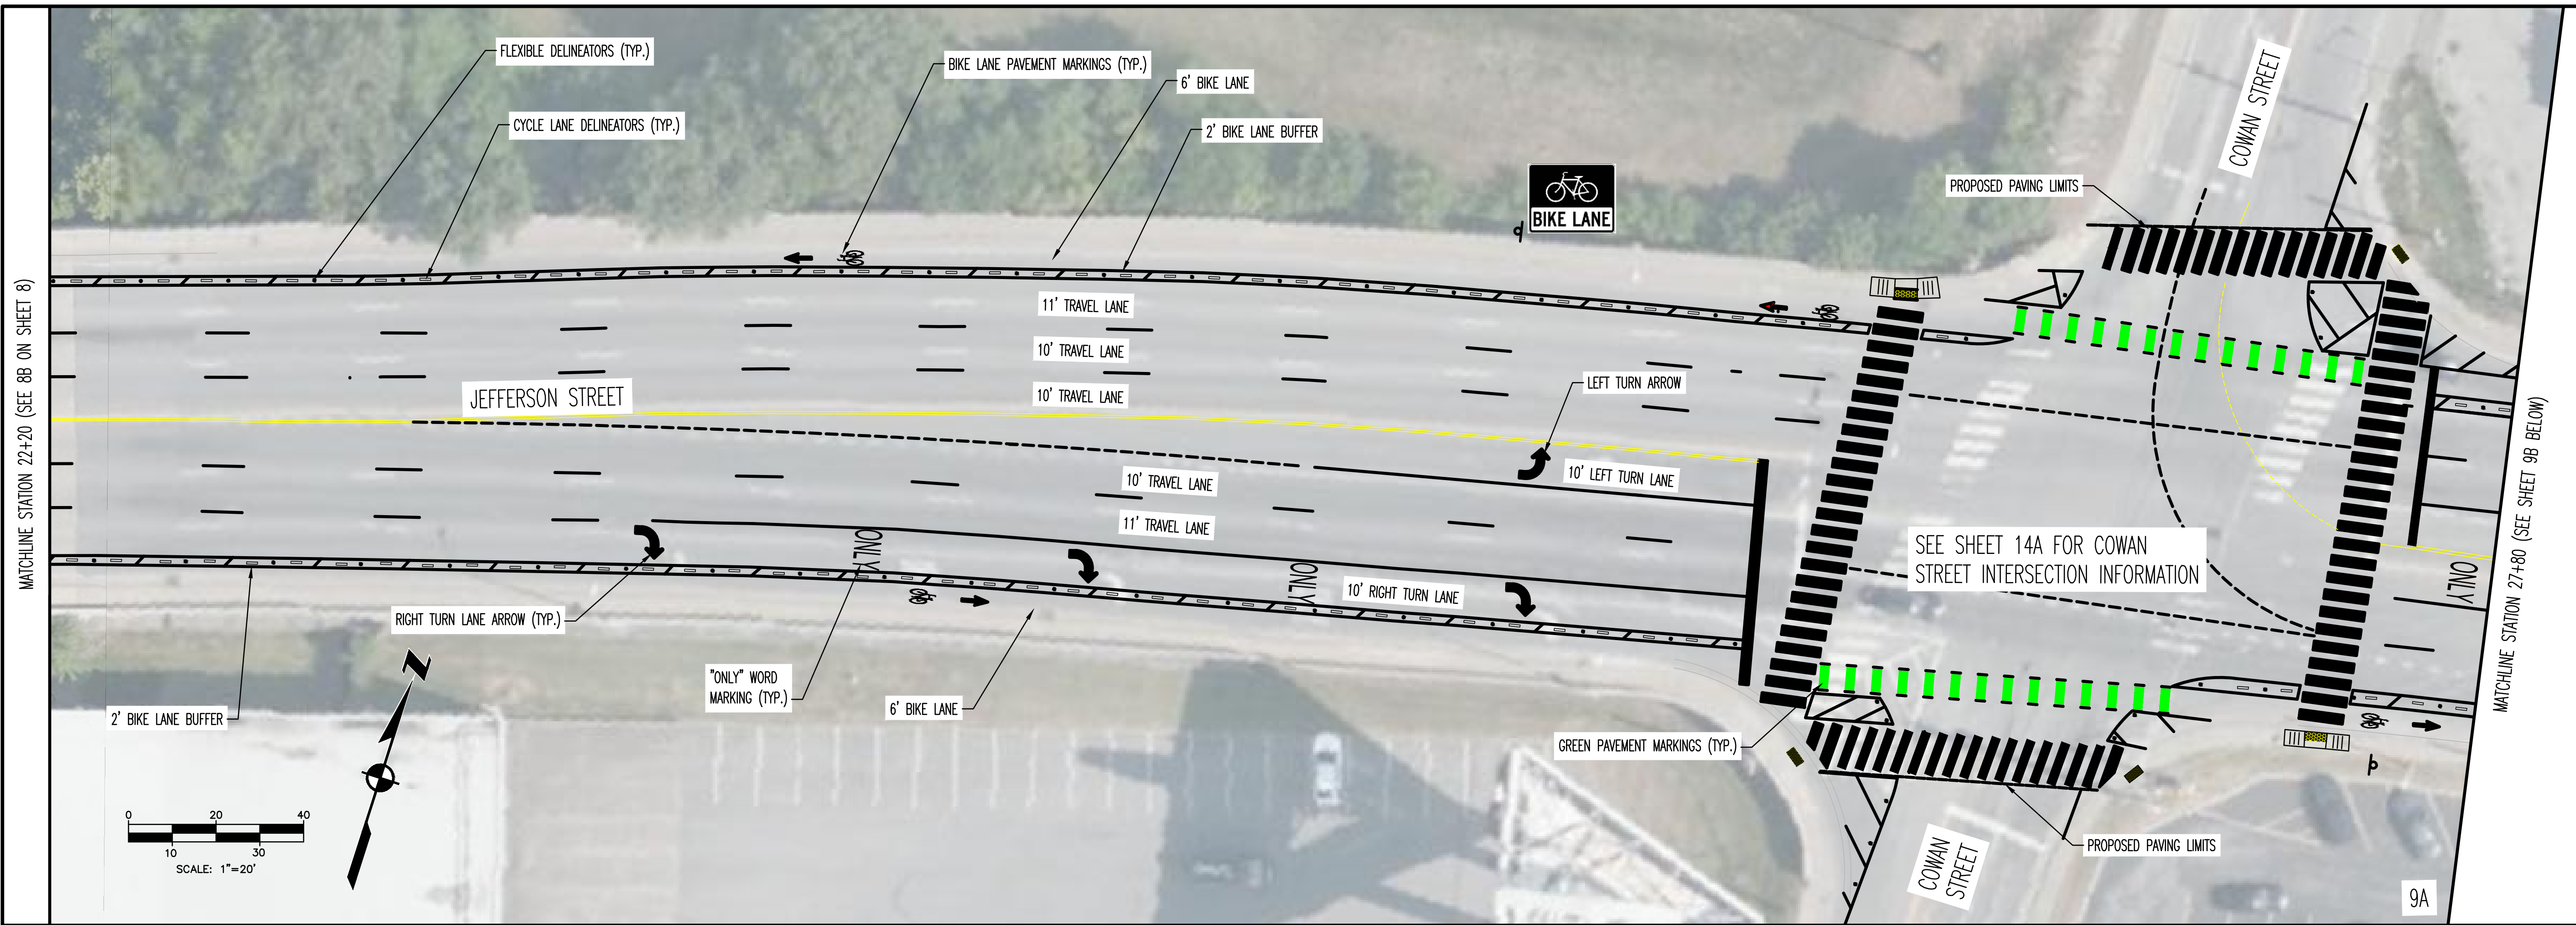 FLEXIBLE DELINEATORS (TYP.)
CYCLE LANE DELINEATORS (TYP.)
BIKE LANE PAVEMENT MARKINGS (TYP.)
6' BIKE LANE
2' BIKE LANE BUFFER
BIKE LANE
COWAN STREET
PROPOSED PAVING LIMITS
MATCHLINE STATION 22+20 (SEE 8B ON SHEET 8)
11' TRAVEL LANE
10' TRAVEL LANE
10' TRAVEL LANE
JEFFERSON STREET
LEFT TURN ARROW
10' LEFT TURN LANE
10' TRAVEL LANE
11' TRAVEL LANE
ONLY
ONLY
10' RIGHT TURN LANE
SEE SHEET 14A FOR COWAN
STREET INTERSECTION INFORMATION
ONLY
MATCHLINE STATION 27+80 (SEE SHEET 9B BELOW)
RIGHT TURN LANE ARROW (TYP.)
"ONLY" WORD
MARKING (TYP.)
6' BIKE LANE
2' BIKE LANE BUFFER
GREEN PAVEMENT MARKINGS (TYP.)
PROPOSED PAVING LIMITS
COWAN
STREET
N
0 20 40
10 30
SCALE: 1"=20'
9A